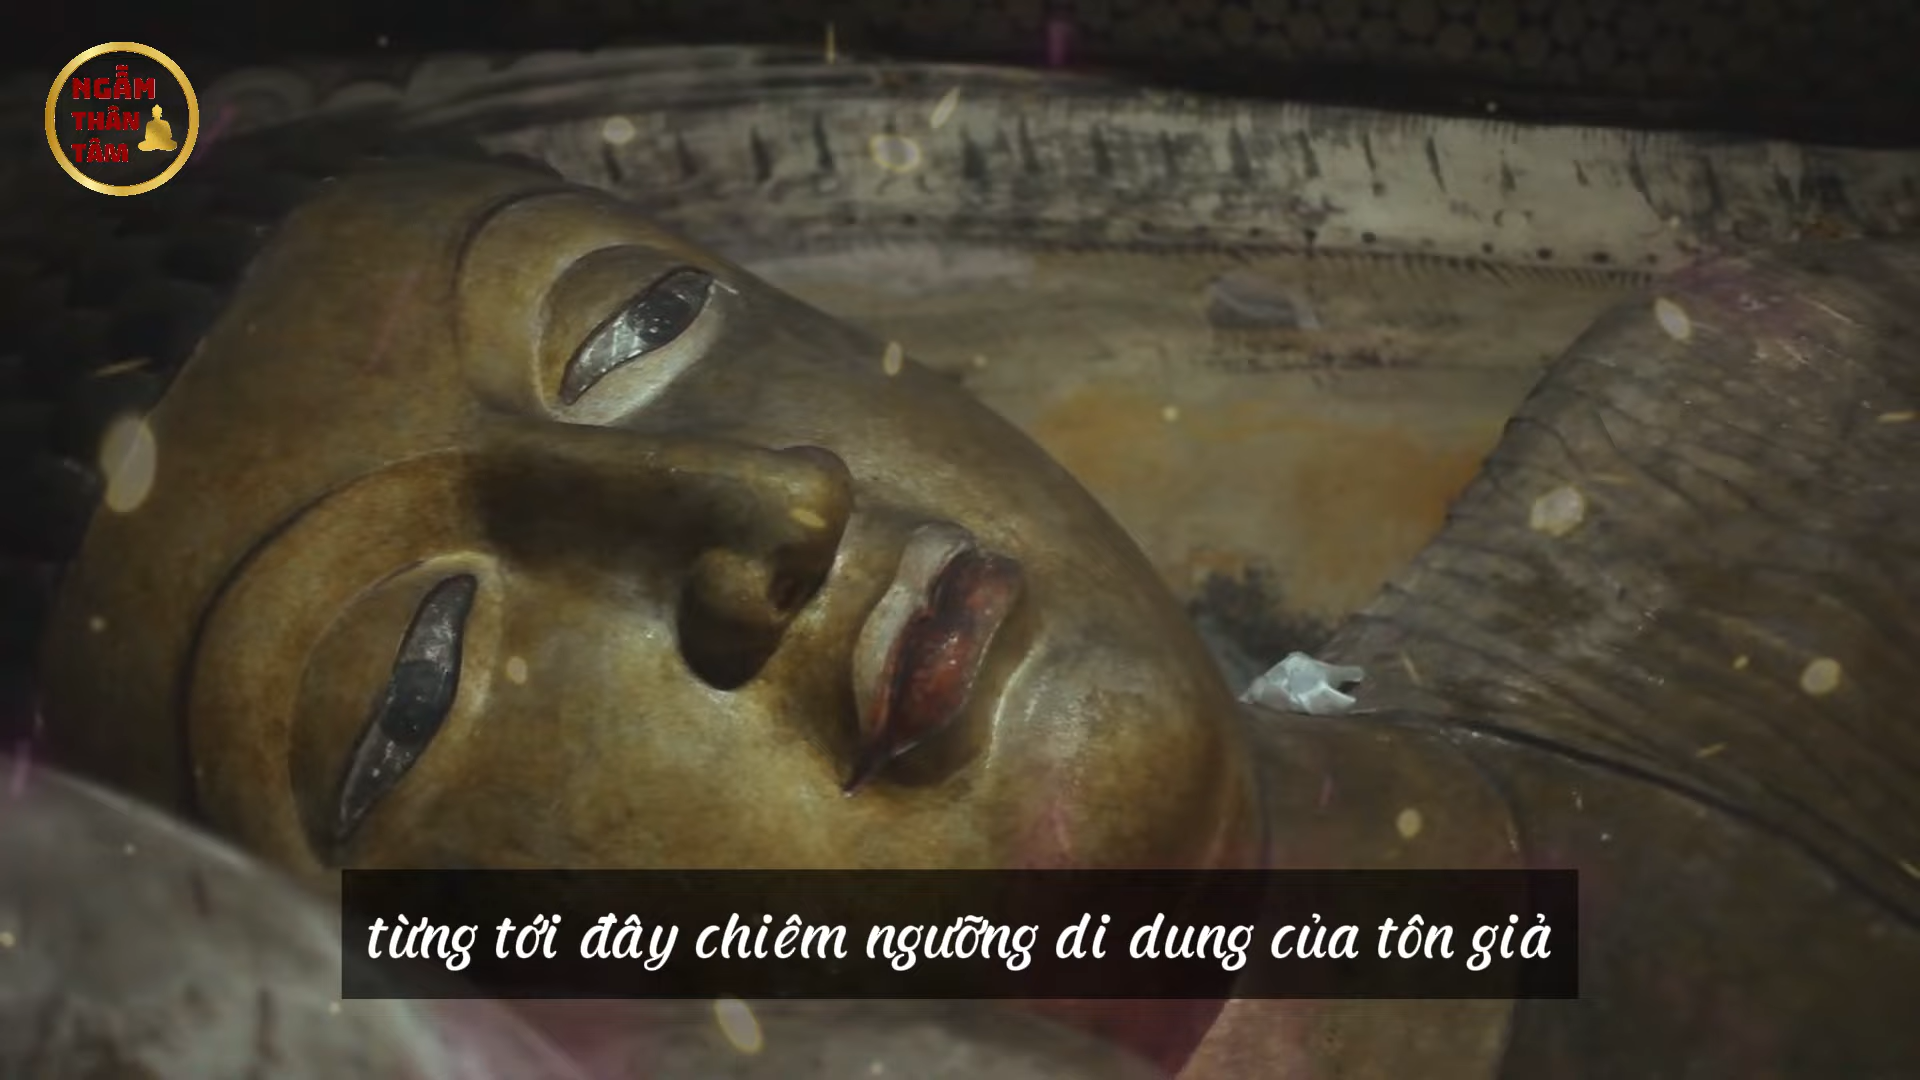 NGẪM
THÂN
TÂM
từng tới đây chiêm ngưỡng di dung của tôn giả